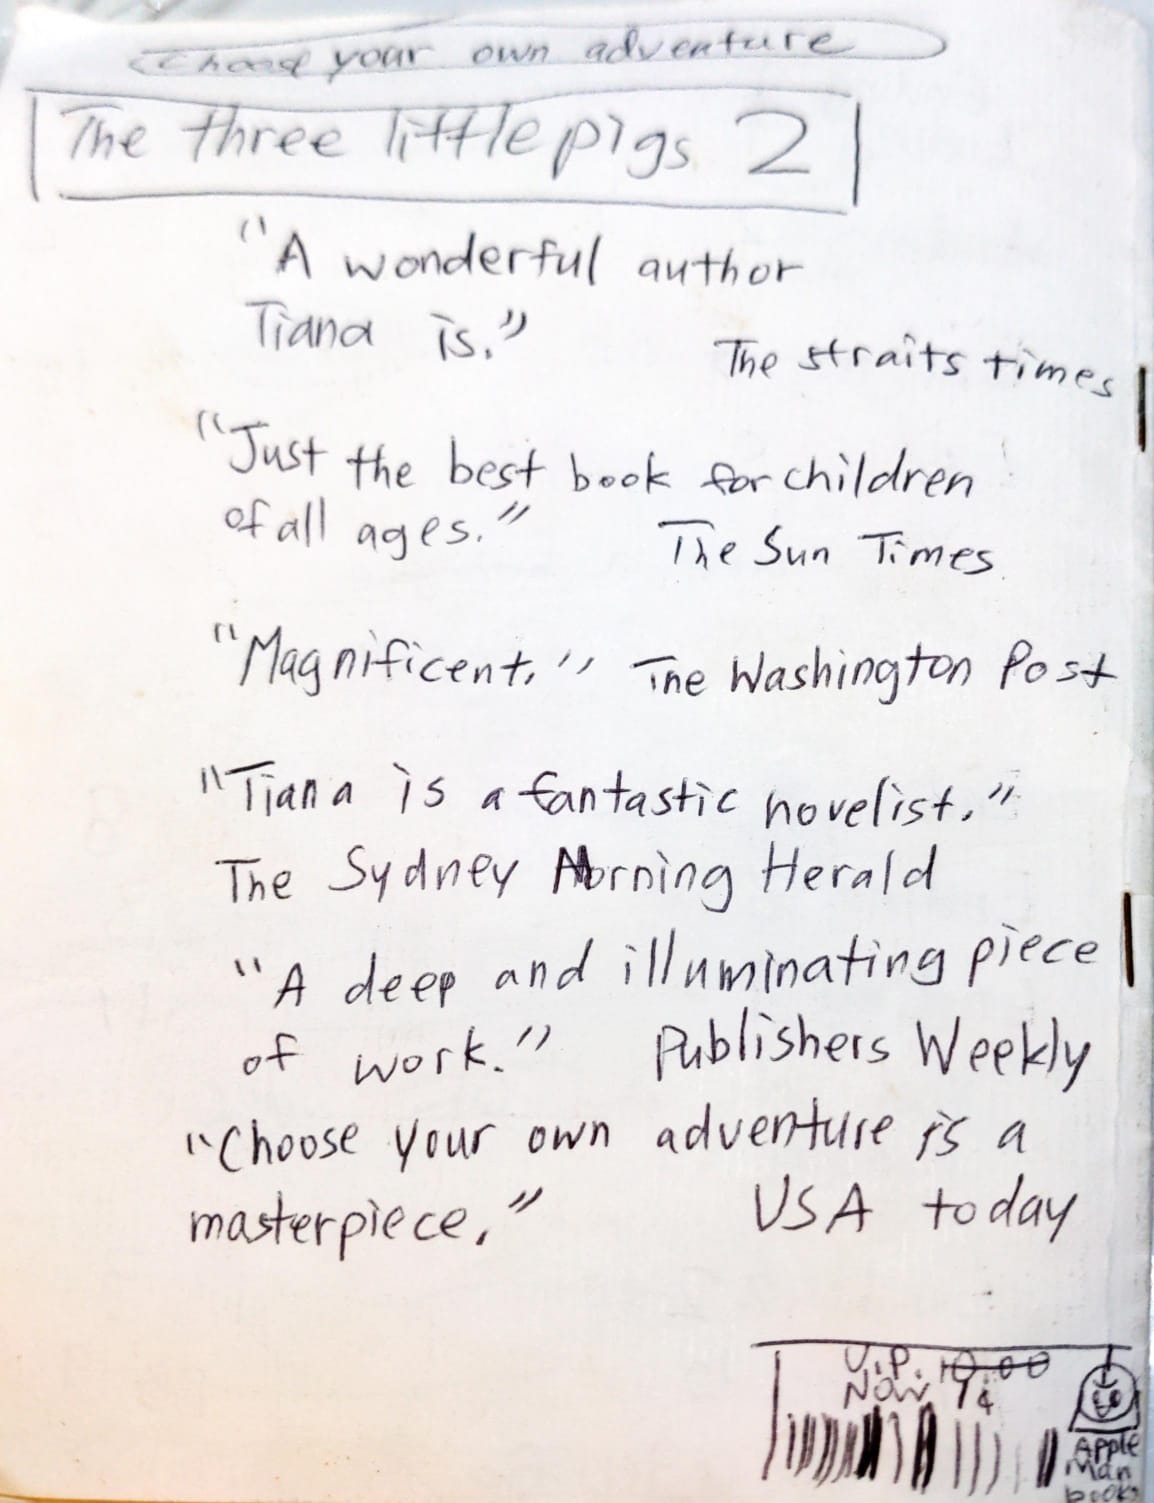 Choose your own adventure
The three little pigs 2
"A wonderful author
Tiana is."
The straits times
"Just the best book for children
of all ages."
The Sun Times
"Magnificent." The Washington Post
"Tiana is a fantastic novelist."
The Sydney Morning Herald
"A deep and illuminating piece
of work." Publishers Weekly
"Choose your own adventure is a
masterpiece." USA today
U.P. 10.00
NOW 1¢
Apple
Man
books